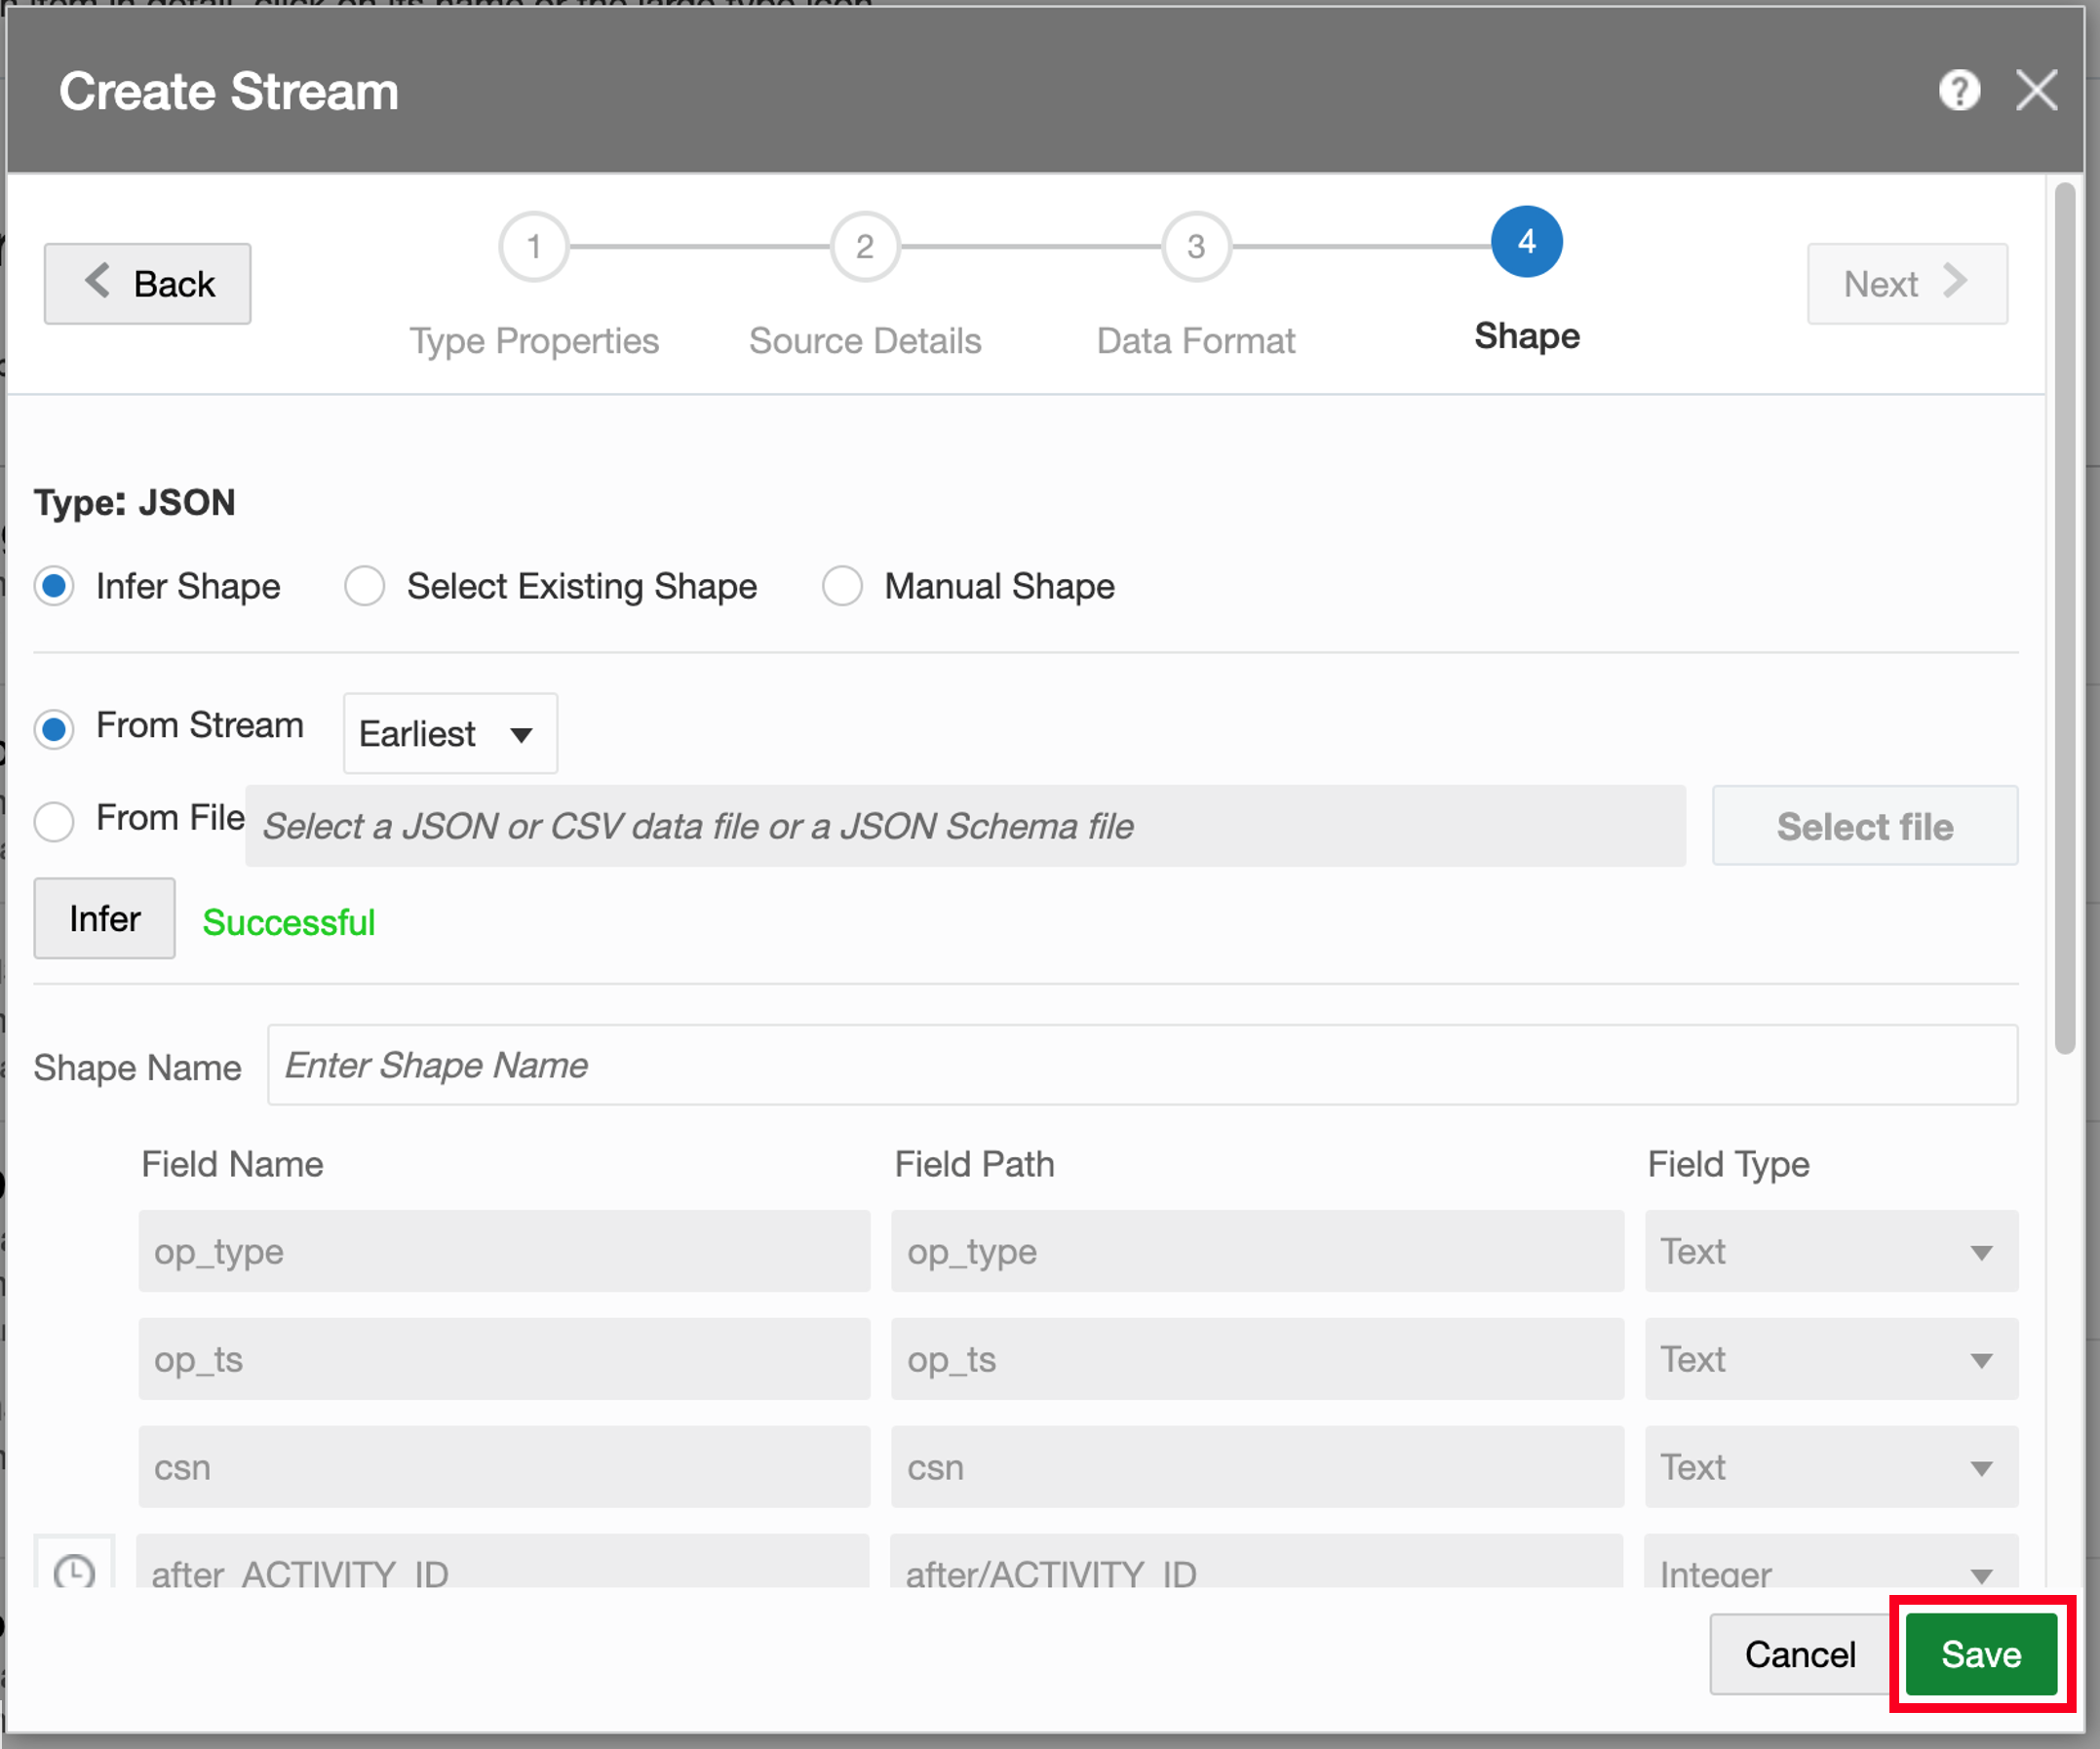 Create Stream
?
Back
1
2
3
4
Next
Type Properties
Source Details
Data Format
Shape
Type: JSON
Infer Shape
Select Existing Shape
Manual Shape
From Stream
Earliest
From File
Select a JSON or CSV data file or a JSON Schema file
Select file
Infer
Successful
Shape Name
Enter Shape Name
Field Name
Field Path
Field Type
op_type
op_type
Text
op_ts
op_ts
Text
csn
csn
Text
after_ACTIVITY_ID
after/ACTIVITY_ID
Integer
Cancel
Save